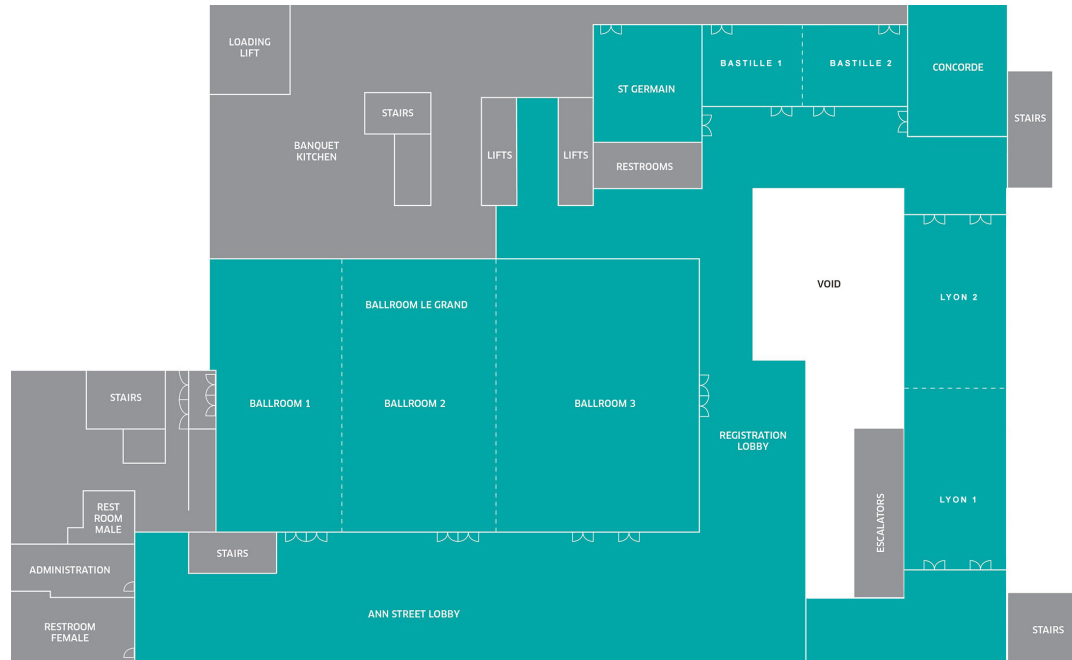 LOADING
LIFT
BASTILLE 1
BASTILLE 2
CONCORDE
ST GERMAIN
STAIRS
STAIRS
BANQUET
KITCHEN
LIFTS
LIFTS
RESTROOMS
VOID
LYON 2
BALLROOM LE GRAND
STAIRS
BALLROOM 1
BALLROOM 2
BALLROOM 3
REGISTRATION
LOBBY
LYON 1
REST
ROOM
MALE
ESCALATORS
STAIRS
ADMINISTRATION
ANN STREET LOBBY
RESTROOM
FEMALE
STAIRS